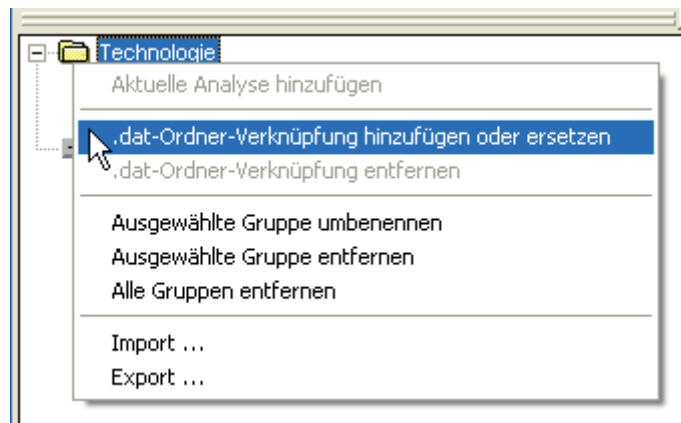 Technologie
Aktuelle Analyse hinzufügen
.dat-Ordner-Verknüpfung hinzufügen oder ersetzen
.dat-Ordner-Verknüpfung entfernen
Ausgewählte Gruppe umbenennen
Ausgewählte Gruppe entfernen
Alle Gruppen entfernen
Import ...
Export ...